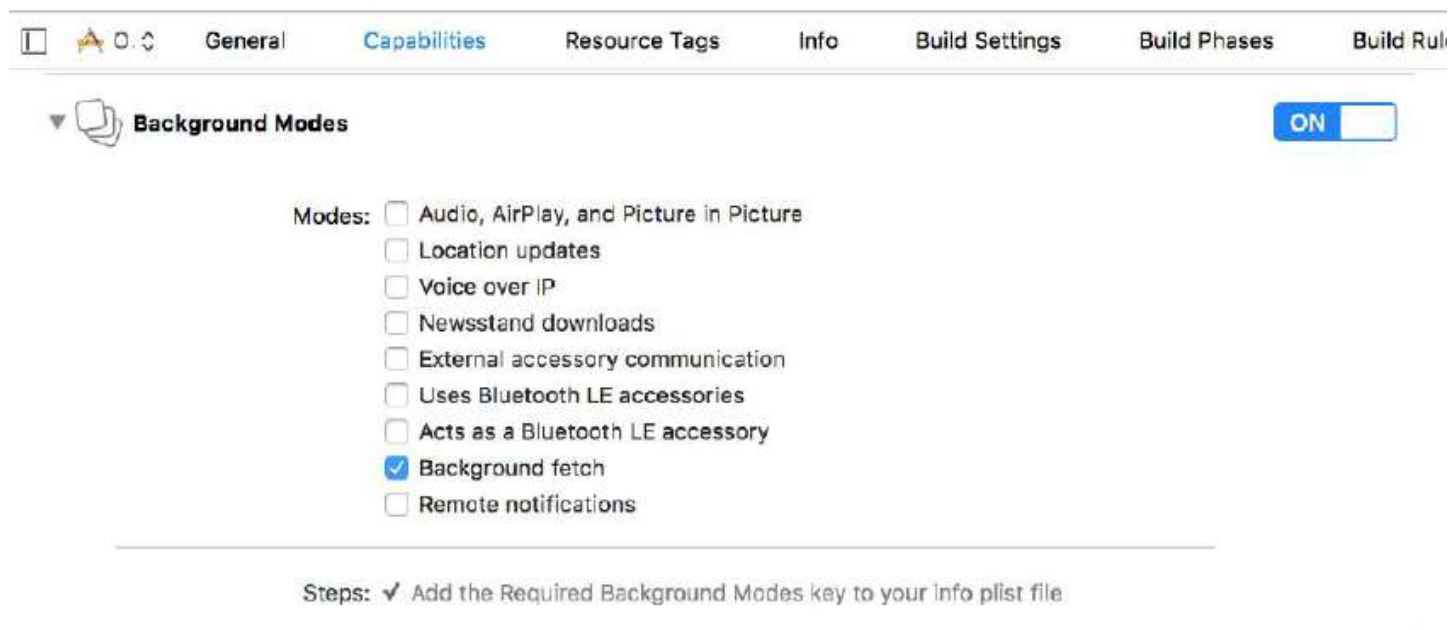 General Capabilities Resource Tags Info Build Settings Build Phases Build Rul
Background Modes ON
Modes: Audio, AirPlay, and Picture in Picture
Location updates
Voice over IP
Newsstand downloads
External accessory communication
Uses Bluetooth LE accessories
Acts as a Bluetooth LE accessory
Background fetch
Remote notifications
Steps: ✓ Add the Required Background Modes key to your info plist file